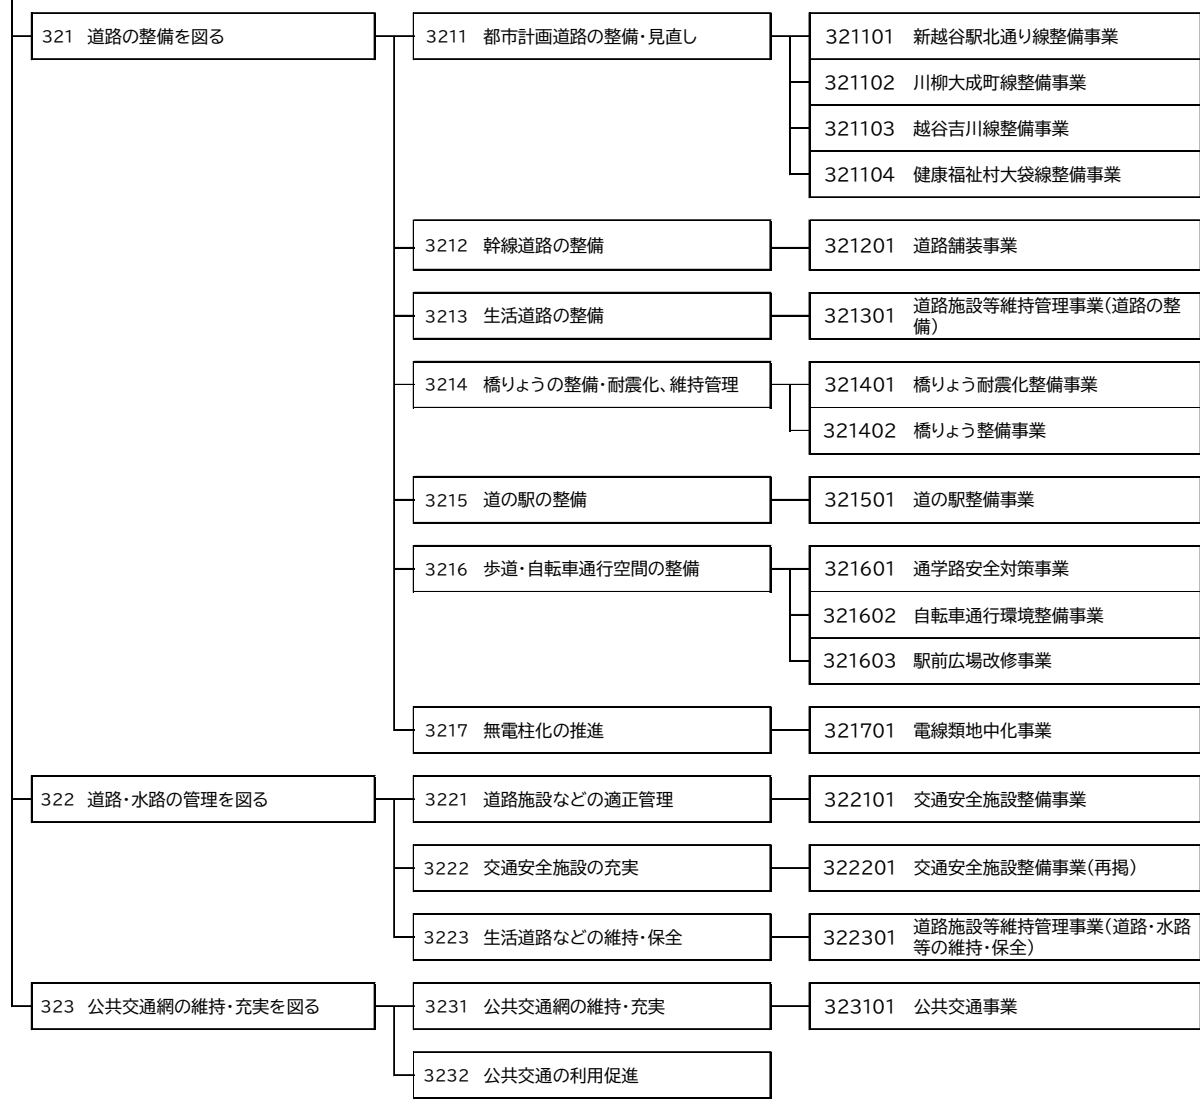 321 道路の整備を図る
3211 都市計画道路の整備・見直し
321101 新越谷駅北通り線整備事業
321102 川柳大成町線整備事業
321103 越谷吉川線整備事業
321104 健康福祉村大袋線整備事業
3212 幹線道路の整備
321201 道路舗装事業
3213 生活道路の整備
321301 道路施設等維持管理事業(道路の整
備)
3214 橋りょうの整備・耐震化、維持管理
321401 橋りょう耐震化整備事業
321402 橋りょう整備事業
3215 道の駅の整備
321501 道の駅整備事業
3216 歩道・自転車通行空間の整備
321601 通学路安全対策事業
321602 自転車通行環境整備事業
321603 駅前広場改修事業
3217 無電柱化の推進
321701 電線類地中化事業
322 道路・水路の管理を図る
3221 道路施設などの適正管理
322101 交通安全施設整備事業
3222 交通安全施設の充実
322201 交通安全施設整備事業(再掲)
3223 生活道路などの維持・保全
322301 道路施設等維持管理事業(道路・水路
等の維持・保全)
323 公共交通網の維持・充実を図る
3231 公共交通網の維持・充実
323101 公共交通事業
3232 公共交通の利用促進